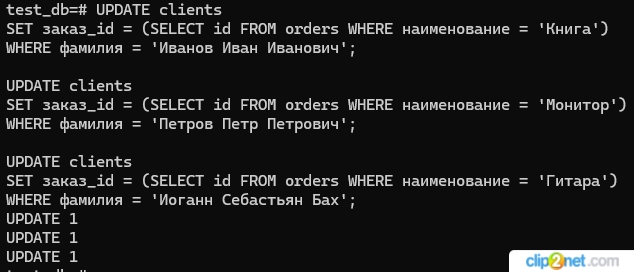 test_db=# UPDATE clients
SET заказ_id = (SELECT id FROM orders WHERE наименование = 'Книга')
WHERE фамилия = 'Иванов Иван Иванович';
UPDATE clients
SET заказ_id = (SELECT id FROM orders WHERE наименование = 'Монитор')
WHERE фамилия = 'Петров Петр Петрович';
UPDATE clients
SET заказ_id = (SELECT id FROM orders WHERE наименование = 'Гитара')
WHERE фамилия = 'Иоганн Себастьян Бах';
UPDATE 1
UPDATE 1
UPDATE 1
clip2net.com